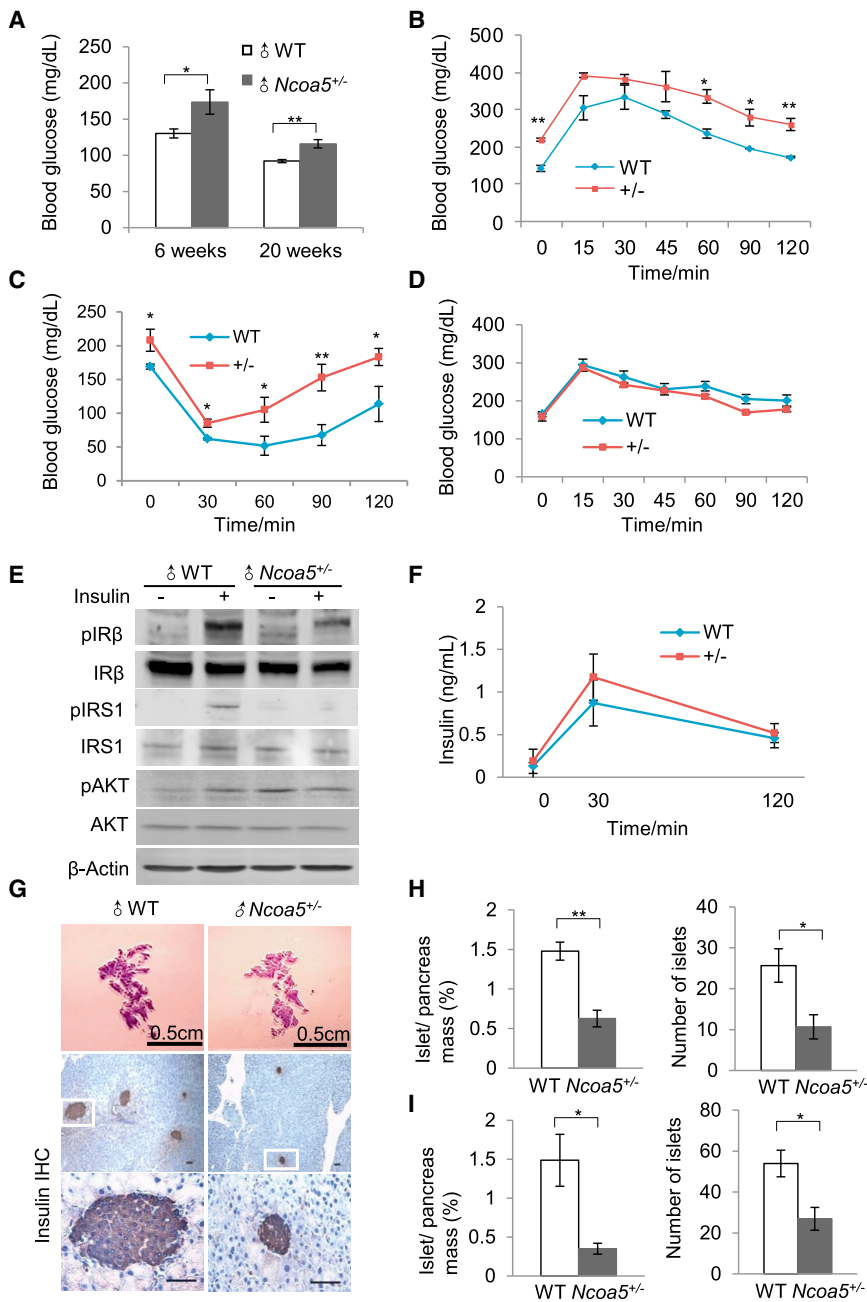 A
Blood glucose (mg/dL)
250
200
150
100
50
0
♂ WT
♂ Ncoa5+/-
*
**
6 weeks
20 weeks
B
Blood glucose (mg/dL)
500
400
300
200
100
0
**
*
*
**
WT
+/-
0 15 30 45 60 90 120
Time/min
C
Blood glucose (mg/dL)
250
200
150
100
50
0
*
*
*
**
*
WT
+/-
0 30 60 90 120
Time/min
D
Blood glucose (mg/dL)
400
300
200
100
0
WT
+/-
0 15 30 45 60 90 120
Time/min
E
♂ WT ♂ Ncoa5+/-
Insulin - + - +
pIRβ
IRβ
pIRS1
IRS1
pAKT
AKT
β-Actin
F
Insulin (ng/mL)
2
1.5
1
0.5
0
WT
+/-
0 30 120
Time/min
G
♂ WT ♂ Ncoa5+/-
0.5cm 0.5cm
Insulin IHC
H
Islet/ pancreas
mass (%)
2
1.5
1
0.5
0
**
WT Ncoa5+/-
Number of islets
40
30
20
10
0
*
WT Ncoa5+/-
I
Islet/ pancreas
mass (%)
2
1.5
1
0.5
0
*
WT Ncoa5+/-
Number of islets
80
60
40
20
0
*
WT Ncoa5+/-